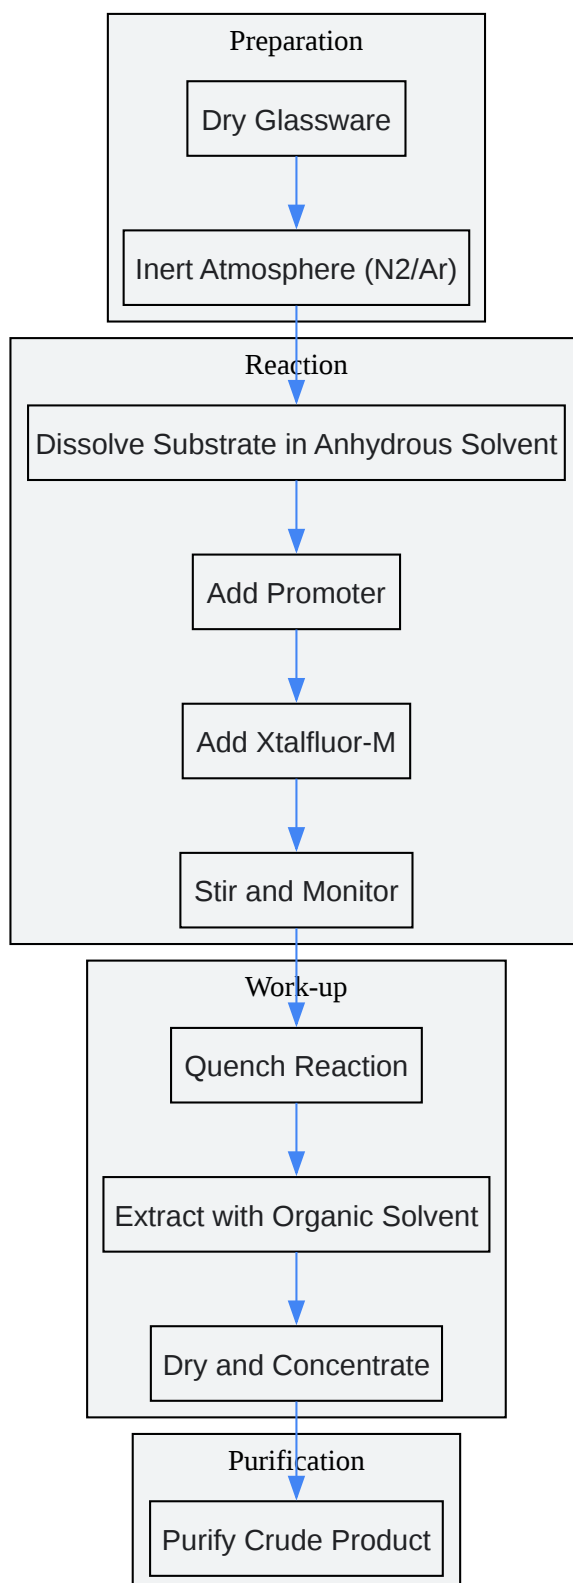 Preparation
Dry Glassware
Inert Atmosphere (N2/Ar)
Reaction
Dissolve Substrate in Anhydrous Solvent
Add Promoter
Add Xtalfluor-M
Stir and Monitor
Work-up
Quench Reaction
Extract with Organic Solvent
Dry and Concentrate
Purification
Purify Crude Product